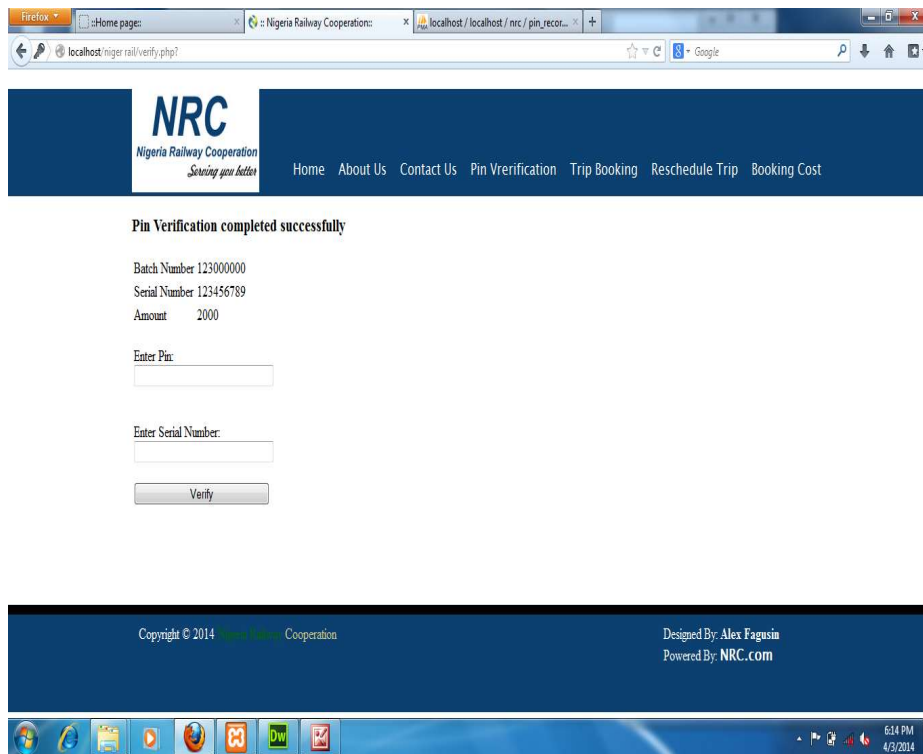 Firefox
::Home page::
:: Nigeria Railway Cooperation::
localhost / localhost / nrc / pin_recor...
localhost/niger rail/verify.php?
Google
NRC
Nigeria Railway Cooperation
Serving you better
Home About Us Contact Us Pin Vrerification Trip Booking Reschedule Trip Booking Cost
Pin Verification completed successfully
Batch Number 123000000
Serial Number 123456789
Amount 2000
Enter Pin:
Enter Serial Number:
Verify
Copyright © 2014 Nigeria Railway Cooperation
Designed By: Alex Fagusin
Powered By: NRC.com
Dw
6:14 PM
4/3/2014